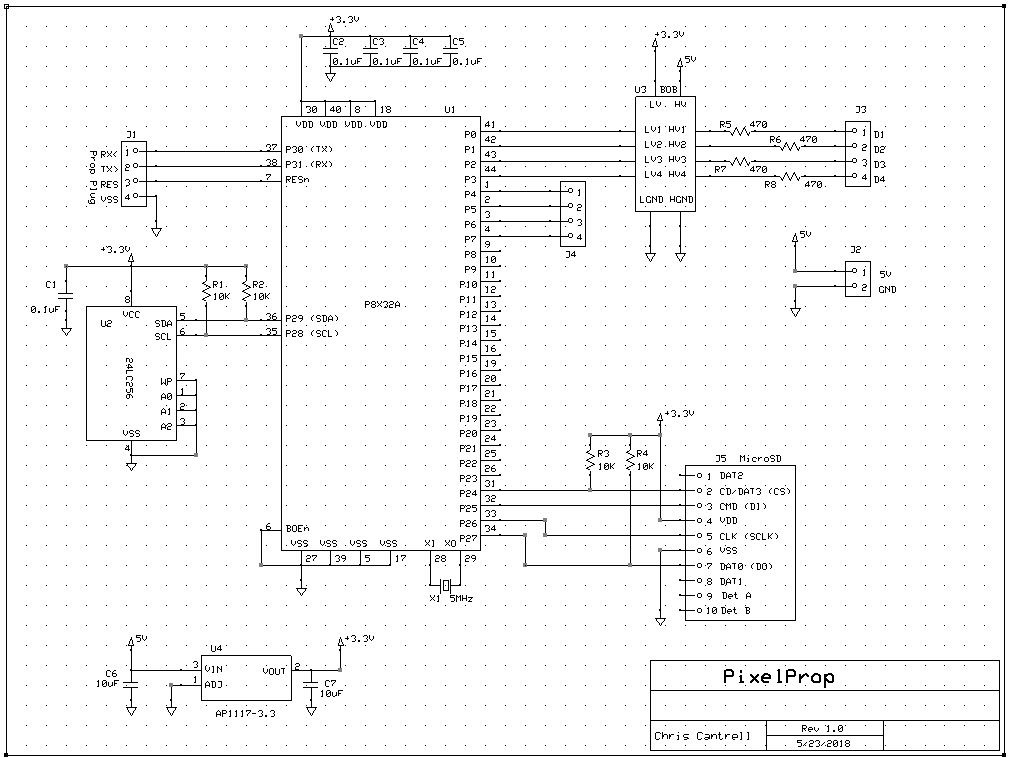 +3.3V
C2 C3 C4 C5
0.1uF 0.1uF 0.1uF 0.1uF
U1
30 40 8 18
VDD VDD VDD VDD
P8X32A
37 P30 (TX)
38 P31 (RX)
7 RESn
36 P29 (SDA)
35 P28 (SCL)
6 BOEn
VSS VSS VSS VSS
27 39 5 17
XI XO
28 29
X1 5MHz
P0 41
P1 42
P2 43
P3 44
P4 1
P5 2
P6 3
P7 4
P8 9
P9 10
P10 11
P11 12
P12 13
P13 14
P14 15
P15 16
P16 19
P17 20
P18 21
P19 22
P20 23
P21 24
P22 25
P23 26
P24 31
P25 32
P26 33
P27 34
J1
Prop Plug
RX< 1
TX> 2
RES 3
VSS 4
+3.3V
C1
0.1uF
R1
10K
R2
10K
U2
24LC256
8
VCC
SDA 5
SCL 6
WP 7
A0 1
A1 2
A2 3
VSS
4
J4
1
2
3
4
+3.3V
5V
U3 BOB
LV HV
LV1 HV1
LV2 HV2
LV3 HV3
LV4 HV4
LGND HGND
R5 470
R6 470
R7 470
R8 470
J3
1 D1
2 D2
3 D3
4 D4
5V
J2
1 5V
2 GND
+3.3V
R3
10K
R4
10K
J5 MicroSD
1 DAT2
2 CD/DAT3 (CS)
3 CMD (DI)
4 VDD
5 CLK (SCLK)
6 VSS
7 DAT0 (DO)
8 DAT1
9 Det A
10 Det B
5V
C6
10uF
U4
3 VIN
1 ADJ
VOUT 2
AP1117-3.3
+3.3V
C7
10uF
PixelProp
Chris Cantrell
Rev 1.0
5/23/2018